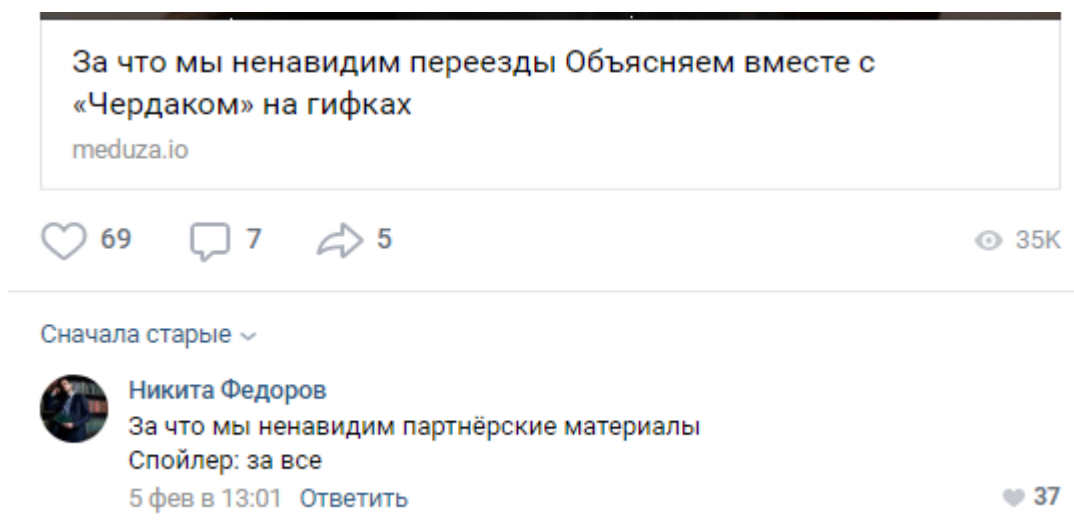 За что мы ненавидим переезды Объясняем вместе с
«Чердаком» на гифках
meduza.io
69 7 5 35K
Сначала старые
Никита Федоров
За что мы ненавидим партнёрские материалы
Спойлер: за все
5 фев в 13:01 Ответить 37